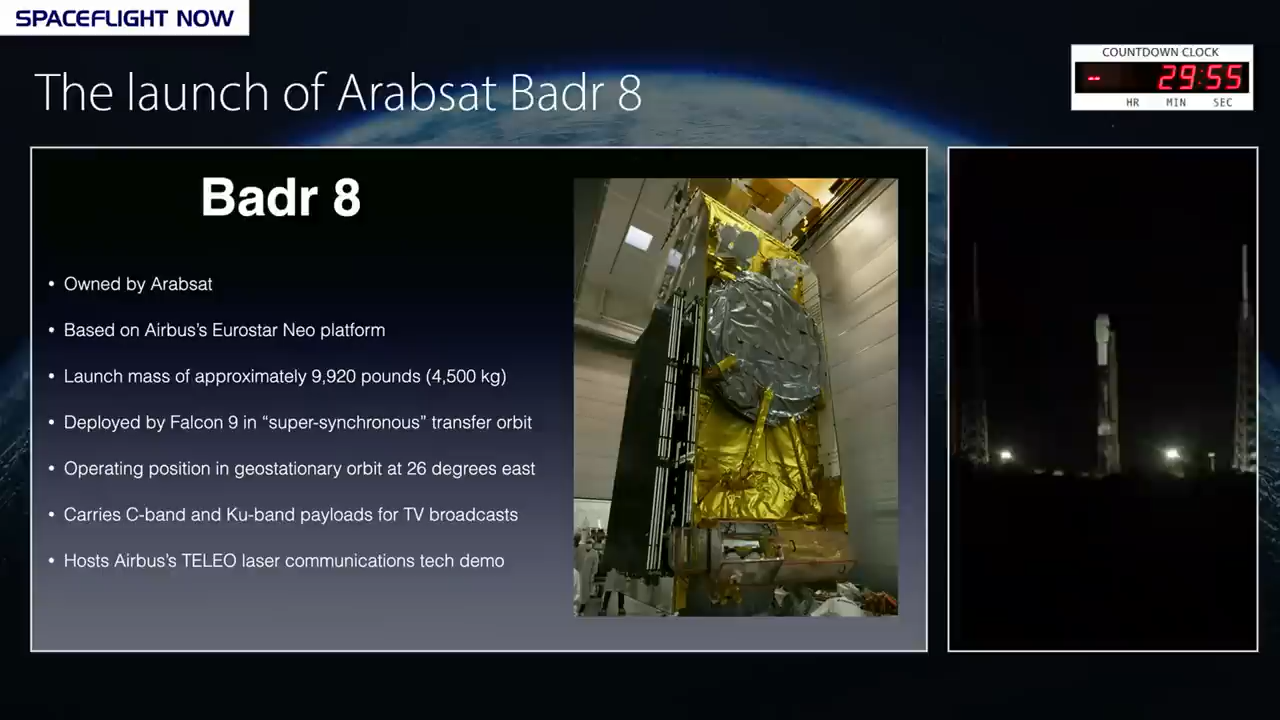 SPACEFLIGHT NOW
The launch of Arabsat Badr 8
COUNTDOWN CLOCK
-- 29:55
HR MIN SEC
Badr 8
• Owned by Arabsat
• Based on Airbus's Eurostar Neo platform
• Launch mass of approximately 9,920 pounds (4,500 kg)
• Deployed by Falcon 9 in “super-synchronous” transfer orbit
• Operating position in geostationary orbit at 26 degrees east
• Carries C-band and Ku-band payloads for TV broadcasts
• Hosts Airbus's TELEO laser communications tech demo